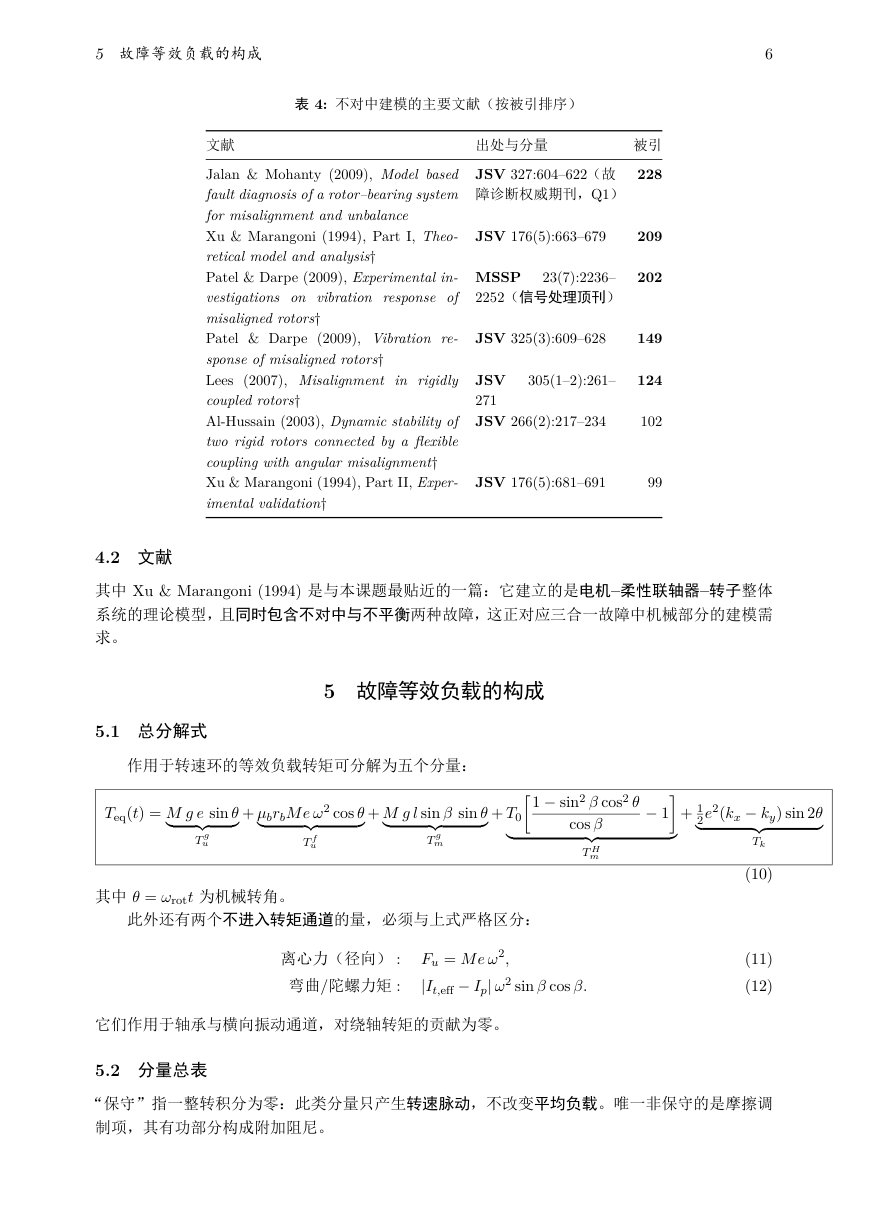 5 故障等效负载的构成 6
表 4: 不对中建模的主要文献（按被引排序）
文献 出处与分量 被引
Jalan & Mohanty (2009), Model based JSV 327:604–622（故 228
fault diagnosis of a rotor–bearing system 障诊断权威期刊，Q1）
for misalignment and unbalance
Xu & Marangoni (1994), Part I, Theo- JSV 176(5):663–679 209
retical model and analysis†
Patel & Darpe (2009), Experimental in- MSSP 23(7):2236– 202
vestigations on vibration response of 2252（信号处理顶刊）
misaligned rotors†
Patel & Darpe (2009), Vibration re- JSV 325(3):609–628 149
sponse of misaligned rotors†
Lees (2007), Misalignment in rigidly JSV 305(1–2):261– 124
coupled rotors† 271
Al-Hussain (2003), Dynamic stability of JSV 266(2):217–234 102
two rigid rotors connected by a flexible
coupling with angular misalignment†
Xu & Marangoni (1994), Part II, Exper- JSV 176(5):681–691 99
imental validation†
4.2 文献
其中 Xu & Marangoni (1994) 是与本课题最贴近的一篇：它建立的是电机–柔性联轴器–转子整体
系统的理论模型，且同时包含不对中与不平衡两种故障，这正对应三合一故障中机械部分的建模需
求。
5 故障等效负载的构成
5.1 总分解式
作用于转速环的等效负载转矩可分解为五个分量：
T_eq(t) = M g e sin θ + μ_b r_b M e ω² cos θ + M g l sin β sin θ + T_0 [ (1 − sin² β cos² θ) / cos β − 1 ] + ½ e² (k_x − k_y) sin 2θ
T_u^g T_u^f T_m^g T_m^H T_k
(10)
其中 θ = ω_rot t 为机械转角。
此外还有两个不进入转矩通道的量，必须与上式严格区分：
离心力（径向）： F_u = M e ω², (11)
弯曲/陀螺力矩： |I_t,eff − I_p| ω² sin β cos β. (12)
它们作用于轴承与横向振动通道，对绕轴转矩的贡献为零。
5.2 分量总表
“保守”指一整转积分为零：此类分量只产生转速脉动，不改变平均负载。唯一非保守的是摩擦调
制项，其有功部分构成附加阻尼。